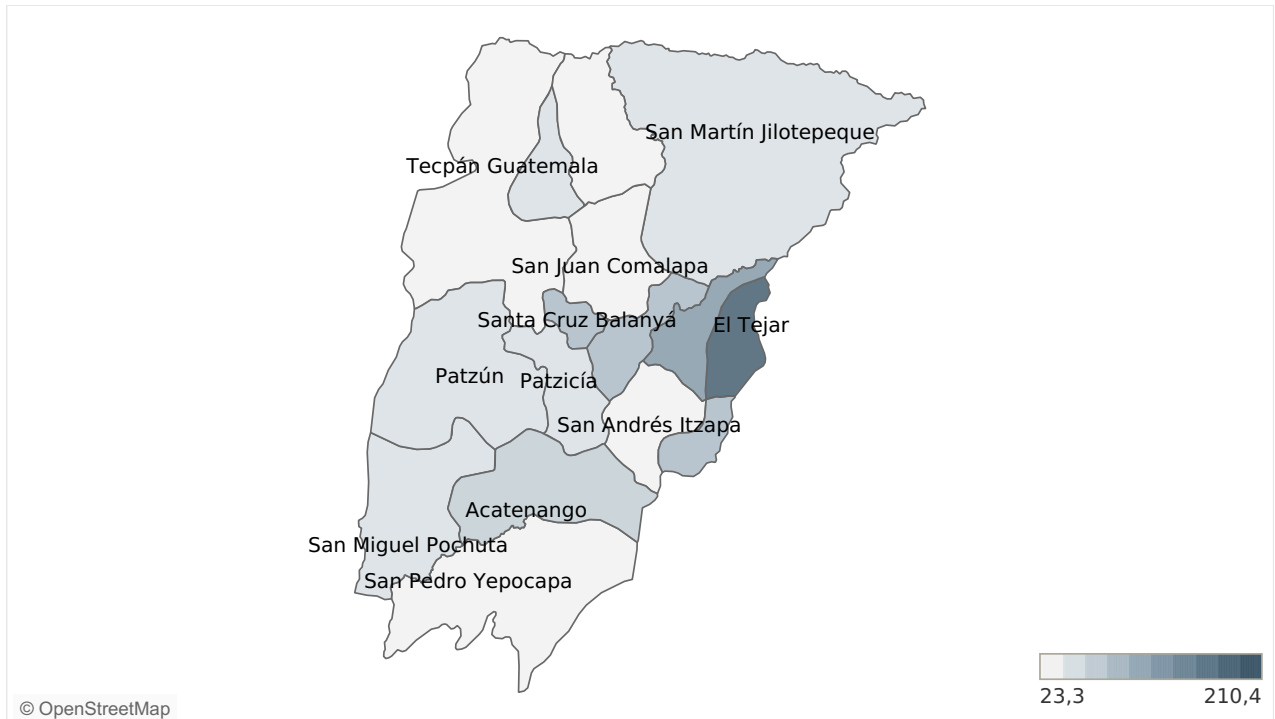 San Martín Jilotepeque
Tecpán Guatemala
San Juan Comalapa
Santa Cruz Balanyá
El Tejar
Patzún
Patzicía
San Andrés Itzapa
Acatenango
San Miguel Pochuta
San Pedro Yepocapa
23,3
210,4
© OpenStreetMap